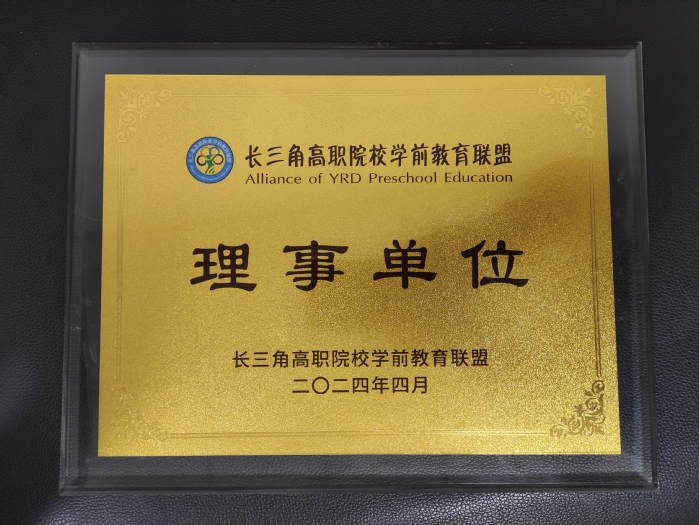 长三角高职院校学前教育联盟
Alliance of YRD Preschool Education
理事单位
长三角高职院校学前教育联盟
二〇二四年四月